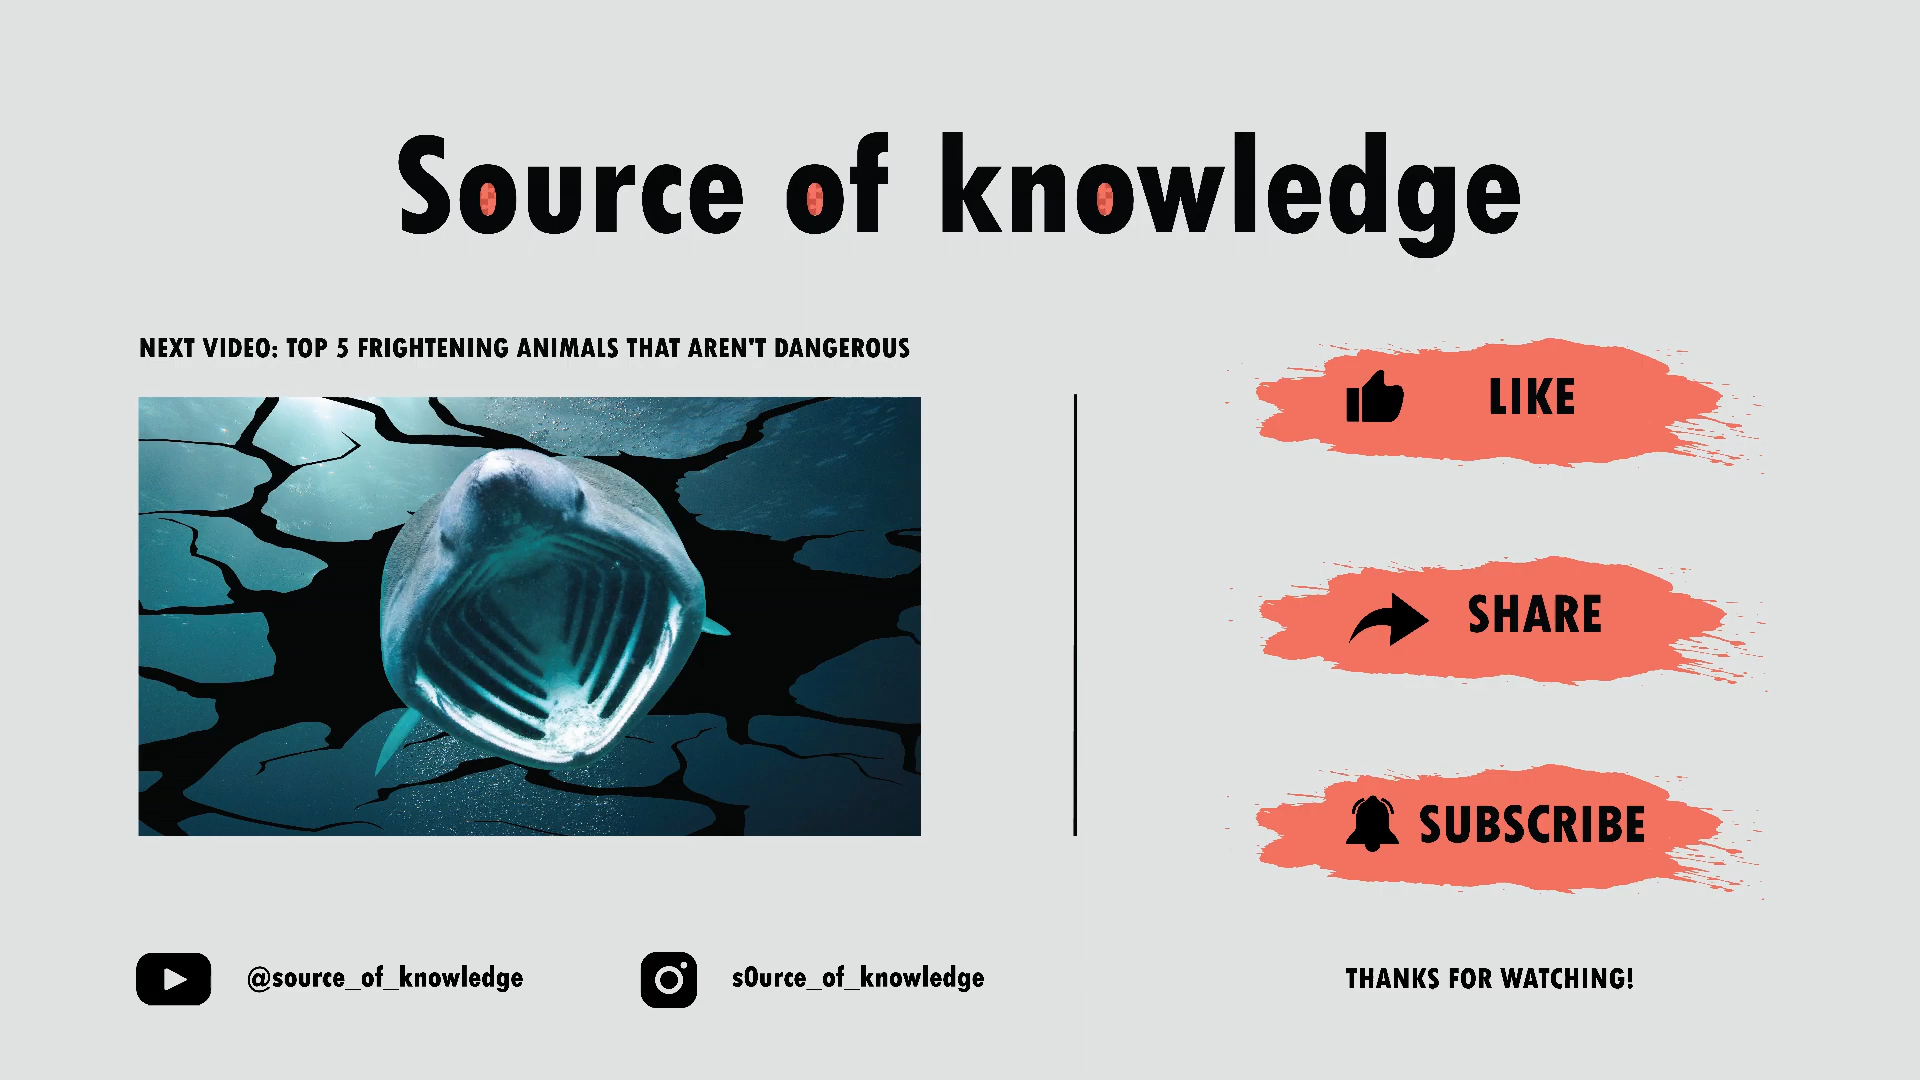 Source of knowledge
NEXT VIDEO: TOP 5 FRIGHTENING ANIMALS THAT AREN'T DANGEROUS
LIKE
SHARE
SUBSCRIBE
@source_of_knowledge
s0urce_of_knowledge
THANKS FOR WATCHING!